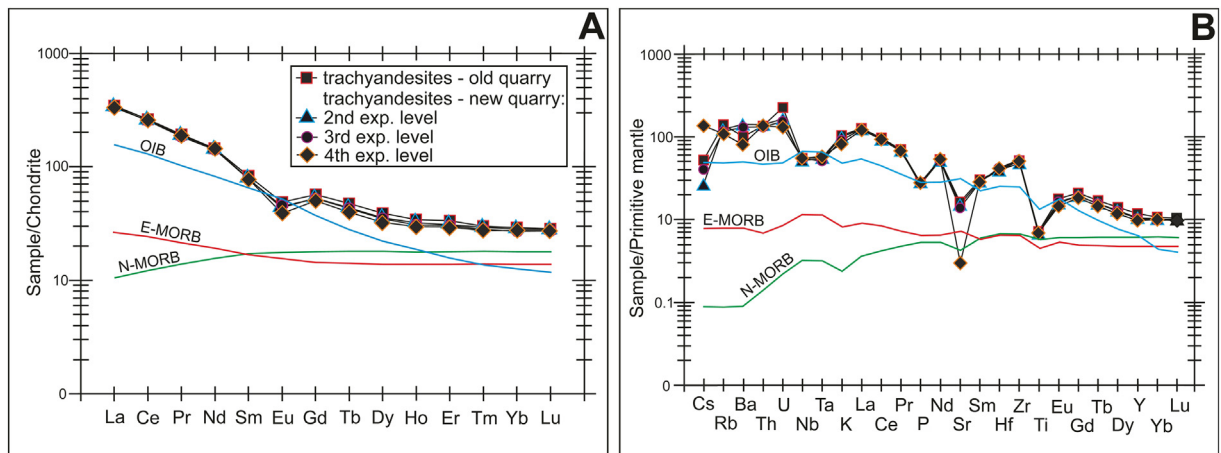 A
Sample/Chondrite
1000
100
10
0
trachyandesites - old quarry
trachyandesites - new quarry:
2nd exp. level
3rd exp. level
4th exp. level
OIB
E-MORB
N-MORB
La Ce Pr Nd Sm Eu Gd Tb Dy Ho Er Tm Yb Lu
B
Sample/Primitive mantle
1000
100
10
0.1
0
OIB
E-MORB
N-MORB
Cs Ba U Ta La Pr Nd Sm Zr Eu Tb Y Lu
Rb Th Nb K Ce P Sr Hf Ti Gd Dy Yb